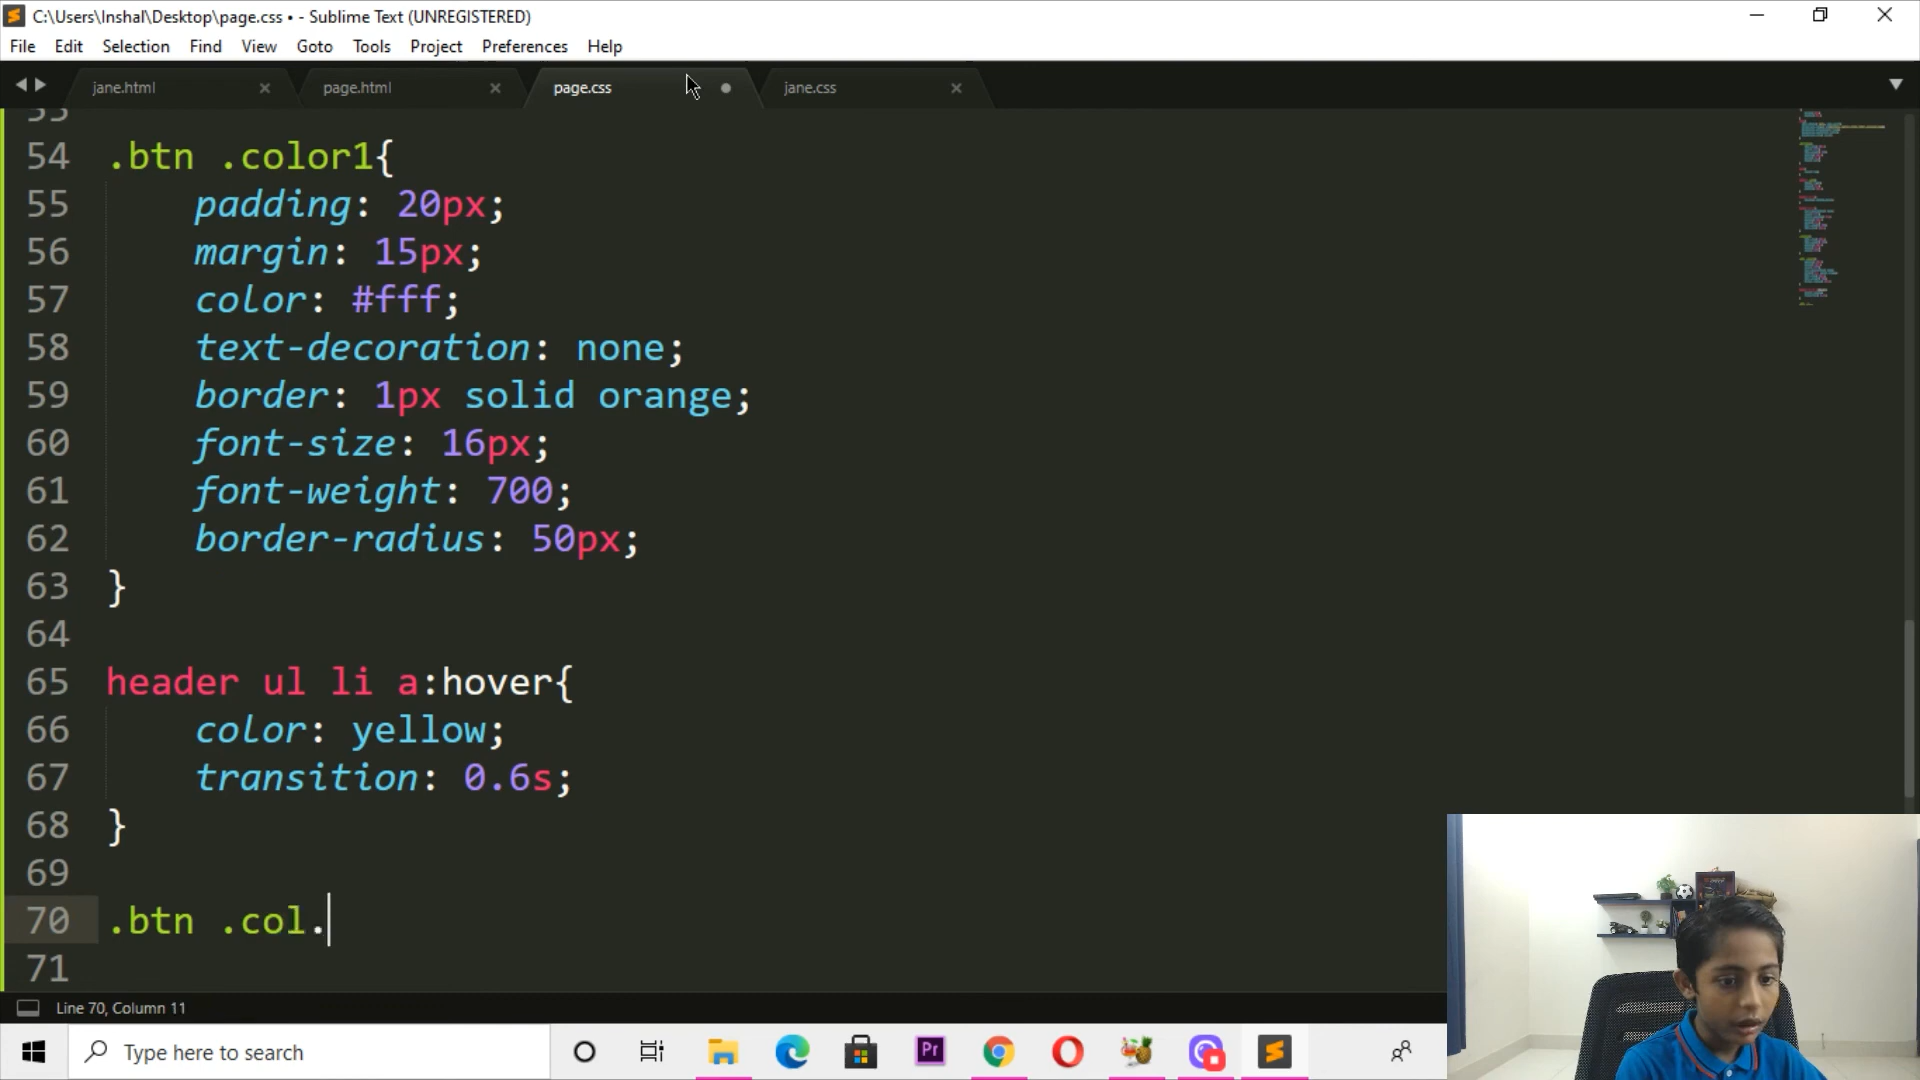 C:\Users\Inshal\Desktop\page.css • - Sublime Text (UNREGISTERED)
File Edit Selection Find View Goto Tools Project Preferences Help
jane.html page.html page.css jane.css
53
54 .btn .color1{
55 padding: 20px;
56 margin: 15px;
57 color: #fff;
58 text-decoration: none;
59 border: 1px solid orange;
60 font-size: 16px;
61 font-weight: 700;
62 border-radius: 50px;
63 }
64
65 header ul li a:hover{
66 color: yellow;
67 transition: 0.6s;
68 }
69
70 .btn .col.
71
Line 70, Column 11
Type here to search
Pr